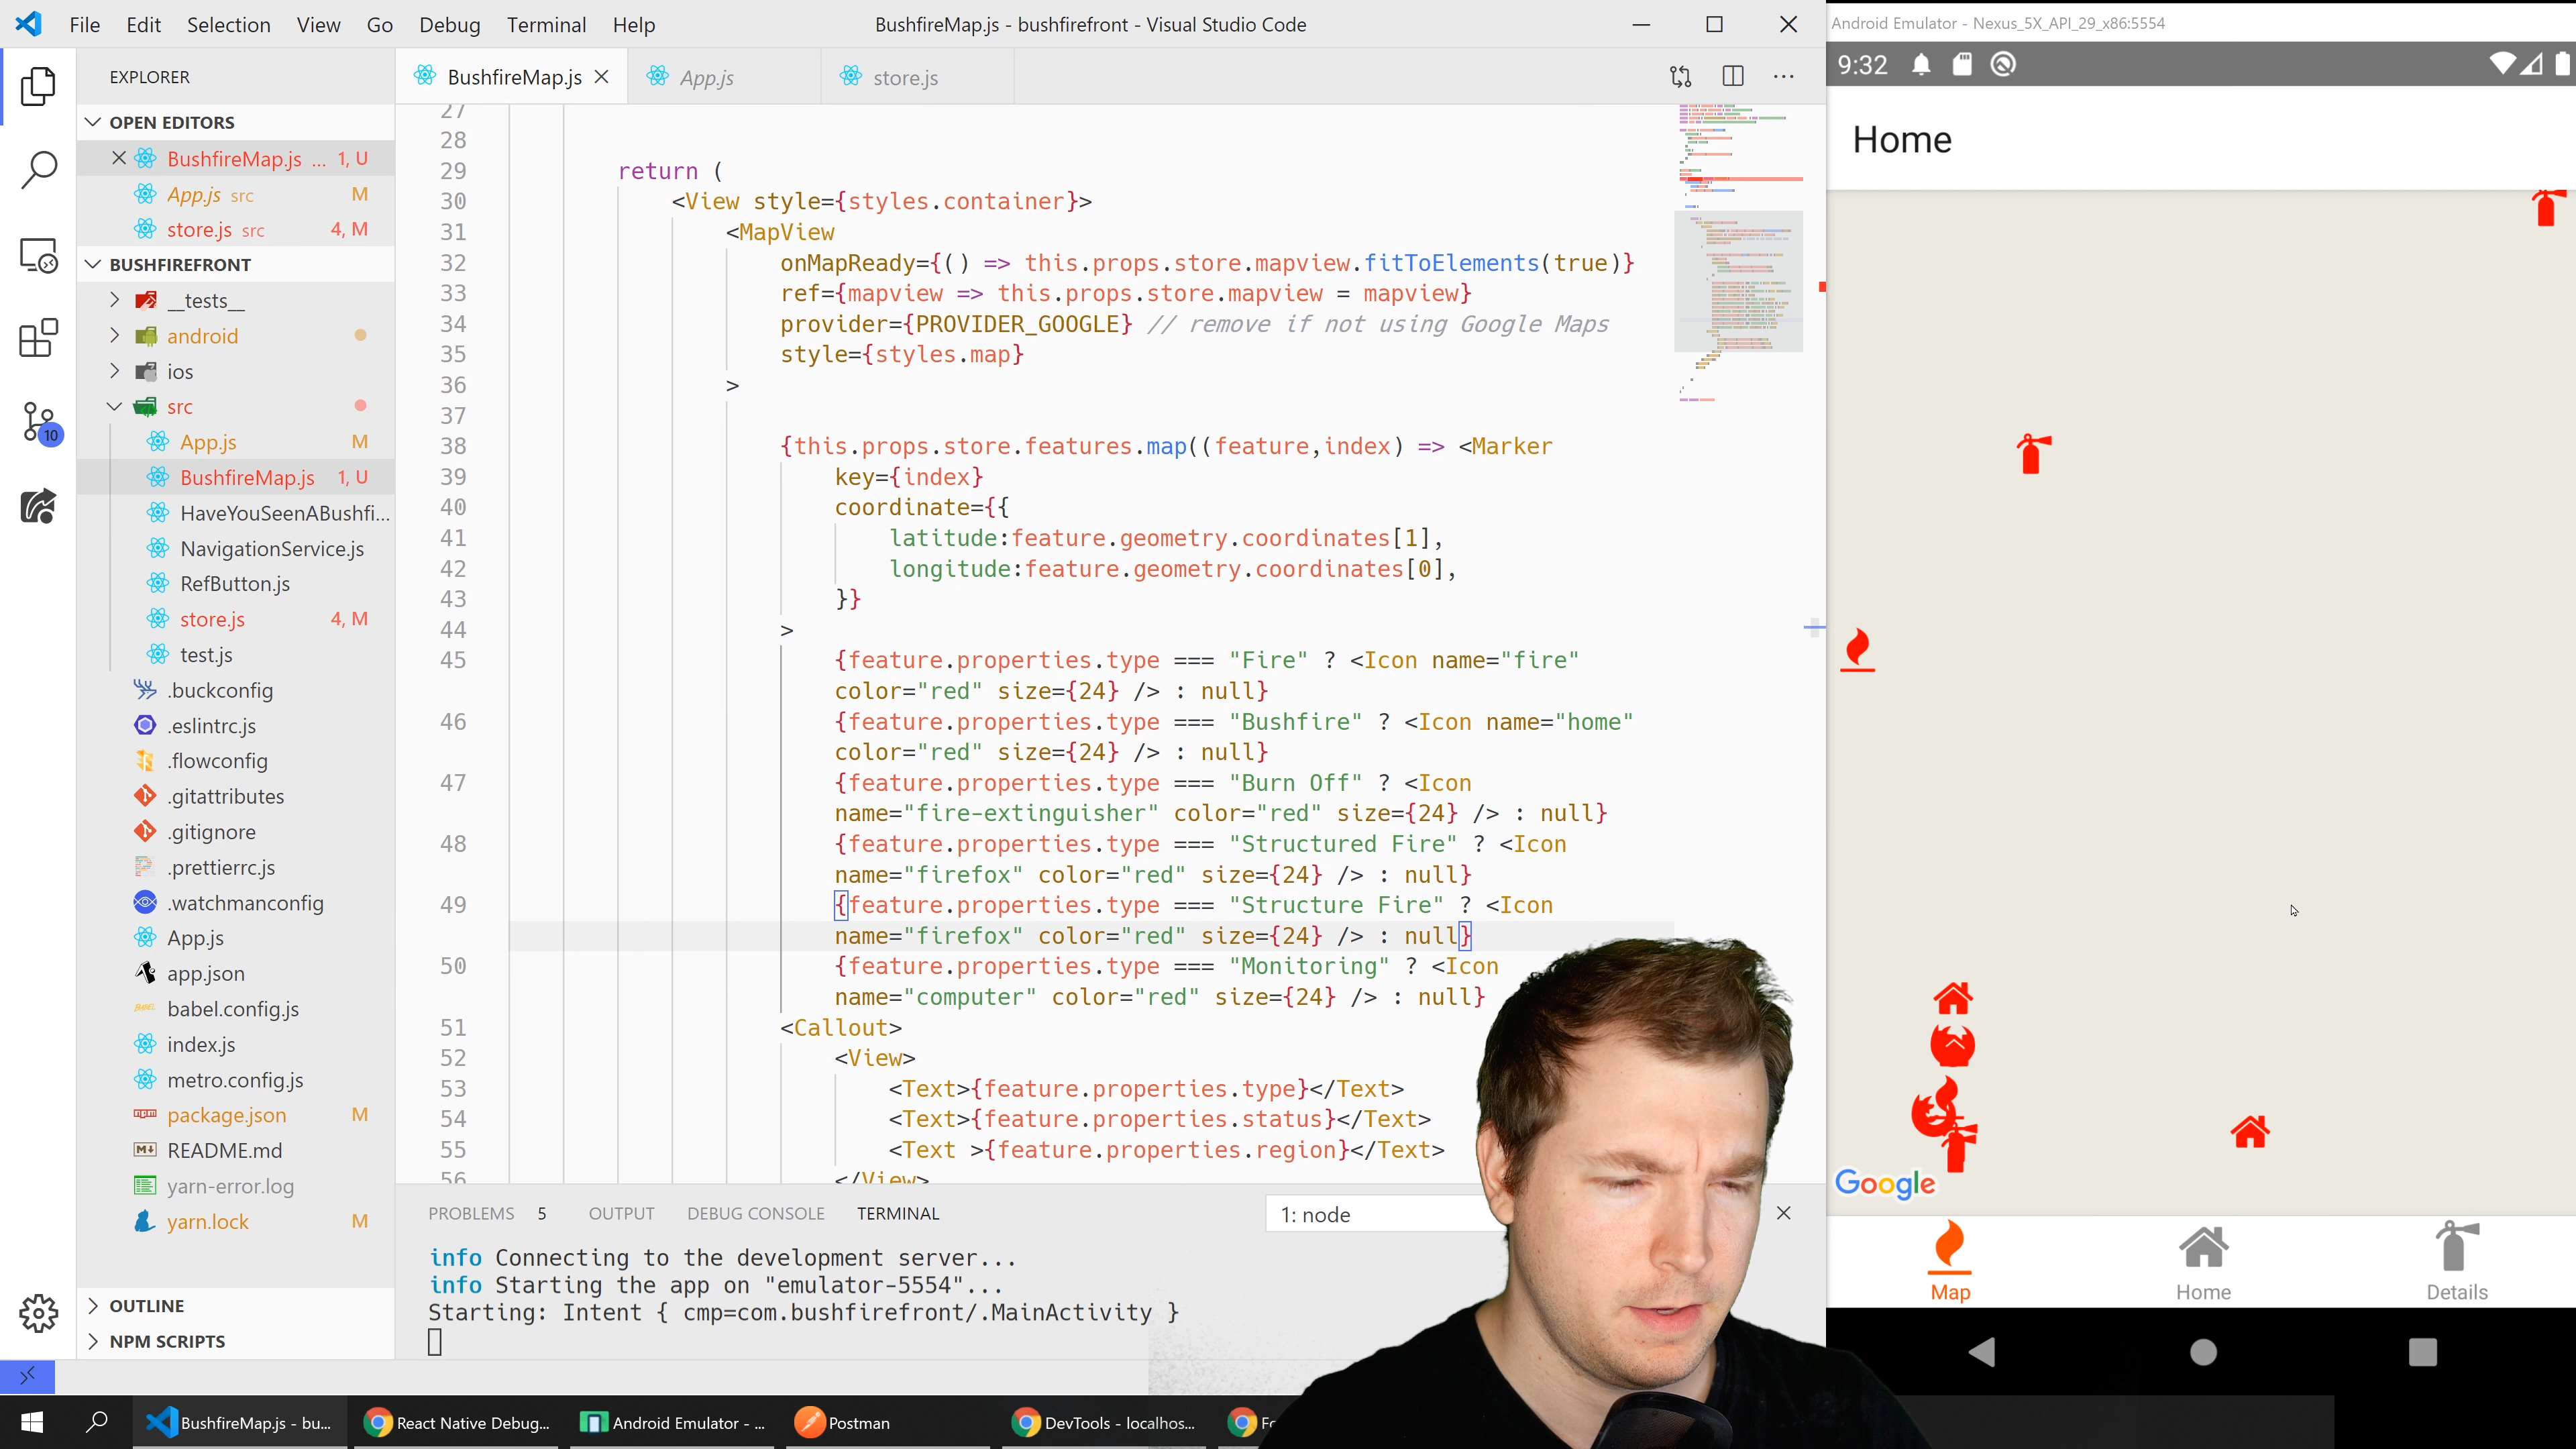 File Edit Selection View Go Debug Terminal Help
BushfireMap.js - bushfirefront - Visual Studio Code
EXPLORER
OPEN EDITORS
BushfireMap.js ... 1, U
App.js src M
store.js src 4, M
BUSHFIREFRONT
__tests__
android
ios
src
App.js M
BushfireMap.js 1, U
HaveYouSeenABushfi...
NavigationService.js
RefButton.js
store.js 4, M
test.js
.buckconfig
.eslintrc.js
.flowconfig
.gitattributes
.gitignore
.prettierrc.js
.watchmanconfig
App.js
app.json
babel.config.js
index.js
metro.config.js
package.json M
README.md
yarn-error.log
yarn.lock M
OUTLINE
NPM SCRIPTS
10
BushfireMap.js App.js store.js
27
28
29 return (
30 <View style={styles.container}>
31 <MapView
32 onMapReady={() => this.props.store.mapview.fitToElements(true)}
33 ref={mapview => this.props.store.mapview = mapview}
34 provider={PROVIDER_GOOGLE} // remove if not using Google Maps
35 style={styles.map}
36 >
37
38 {this.props.store.features.map((feature,index) => <Marker
39 key={index}
40 coordinate={{
41 latitude:feature.geometry.coordinates[1],
42 longitude:feature.geometry.coordinates[0],
43 }}
44 >
45 {feature.properties.type === "Fire" ? <Icon name="fire"
color="red" size={24} /> : null}
46 {feature.properties.type === "Bushfire" ? <Icon name="home"
color="red" size={24} /> : null}
47 {feature.properties.type === "Burn Off" ? <Icon
name="fire-extinguisher" color="red" size={24} /> : null}
48 {feature.properties.type === "Structured Fire" ? <Icon
name="firefox" color="red" size={24} /> : null}
49 {feature.properties.type === "Structure Fire" ? <Icon
name="firefox" color="red" size={24} /> : null}
50 {feature.properties.type === "Monitoring" ? <Icon
name="computer" color="red" size={24} /> : null}
51 <Callout>
52 <View>
53 <Text>{feature.properties.type}</Text>
54 <Text>{feature.properties.status}</Text>
55 <Text >{feature.properties.region}</Text>
56 </View>
PROBLEMS 5 OUTPUT DEBUG CONSOLE TERMINAL
1: node
info Connecting to the development server...
info Starting the app on "emulator-5554"...
Starting: Intent { cmp=com.bushfirefront/.MainActivity }
Android Emulator - Nexus_5X_API_29_x86:5554
9:32
Home
Google
Map Home Details
BushfireMap.js - bu...
React Native Debug...
Android Emulator - ...
Postman
DevTools - localhos...